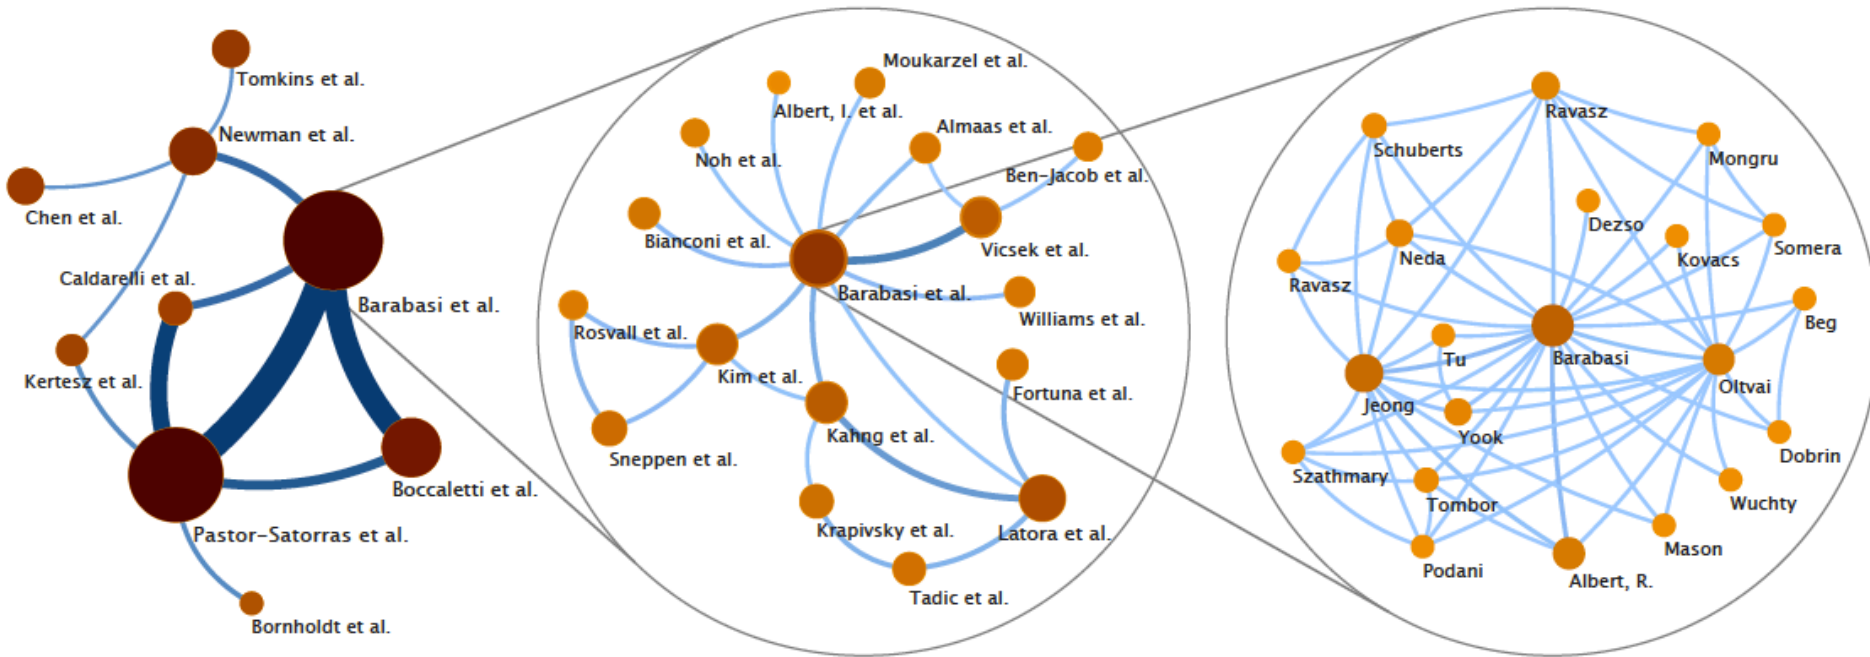 Tomkins et al.
Newman et al.
Chen et al.
Caldarelli et al.
Barabasi et al.
Kertesz et al.
Boccaletti et al.
Pastor-Satorras et al.
Bornholdt et al.
Moukarzel et al.
Albert, I. et al.
Almaas et al.
Noh et al.
Ben-Jacob et al.
Bianconi et al.
Vicsek et al.
Barabasi et al.
Williams et al.
Rosvall et al.
Kim et al.
Fortuna et al.
Kahng et al.
Sneppen et al.
Krapivsky et al.
Latora et al.
Tadic et al.
Ravasz
Schuberts
Mongru
Dezso
Somera
Neda
Kovacs
Ravasz
Beg
Tu
Barabasi
Oltvai
Jeong
Yook
Dobrin
Szathmary
Tombor
Wuchty
Mason
Podani
Albert, R.